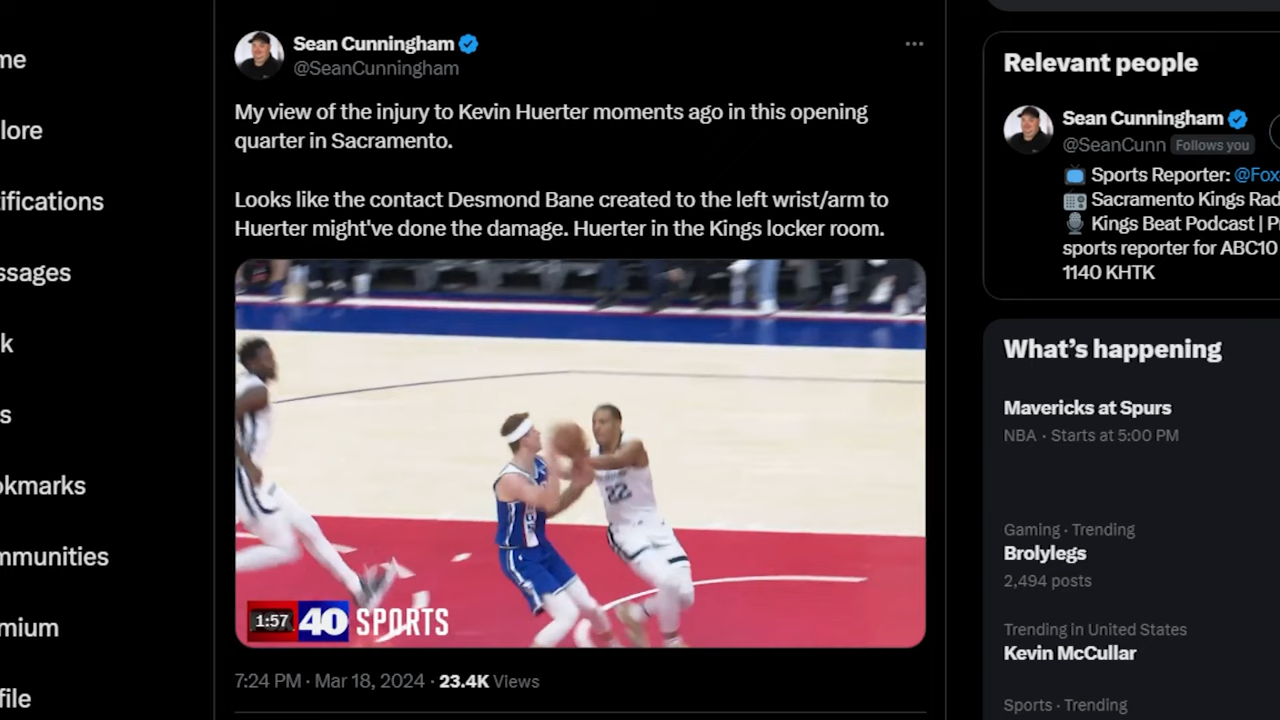 me
lore
ifications
ssages
k
s
okmarks
mmunities
mium
file
Sean Cunningham
@SeanCunningham
My view of the injury to Kevin Huerter moments ago in this opening
quarter in Sacramento.
Looks like the contact Desmond Bane created to the left wrist/arm to
Huerter might've done the damage. Huerter in the Kings locker room.
22
1:57 40 SPORTS
7:24 PM · Mar 18, 2024 · 23.4K Views
Relevant people
Sean Cunningham
@SeanCunn Follows you
Sports Reporter: @Fox
Sacramento Kings Rad
Kings Beat Podcast | P
sports reporter for ABC10
1140 KHTK
What's happening
Mavericks at Spurs
NBA · Starts at 5:00 PM
Gaming · Trending
Brolylegs
2,494 posts
Trending in United States
Kevin McCullar
Sports · Trending